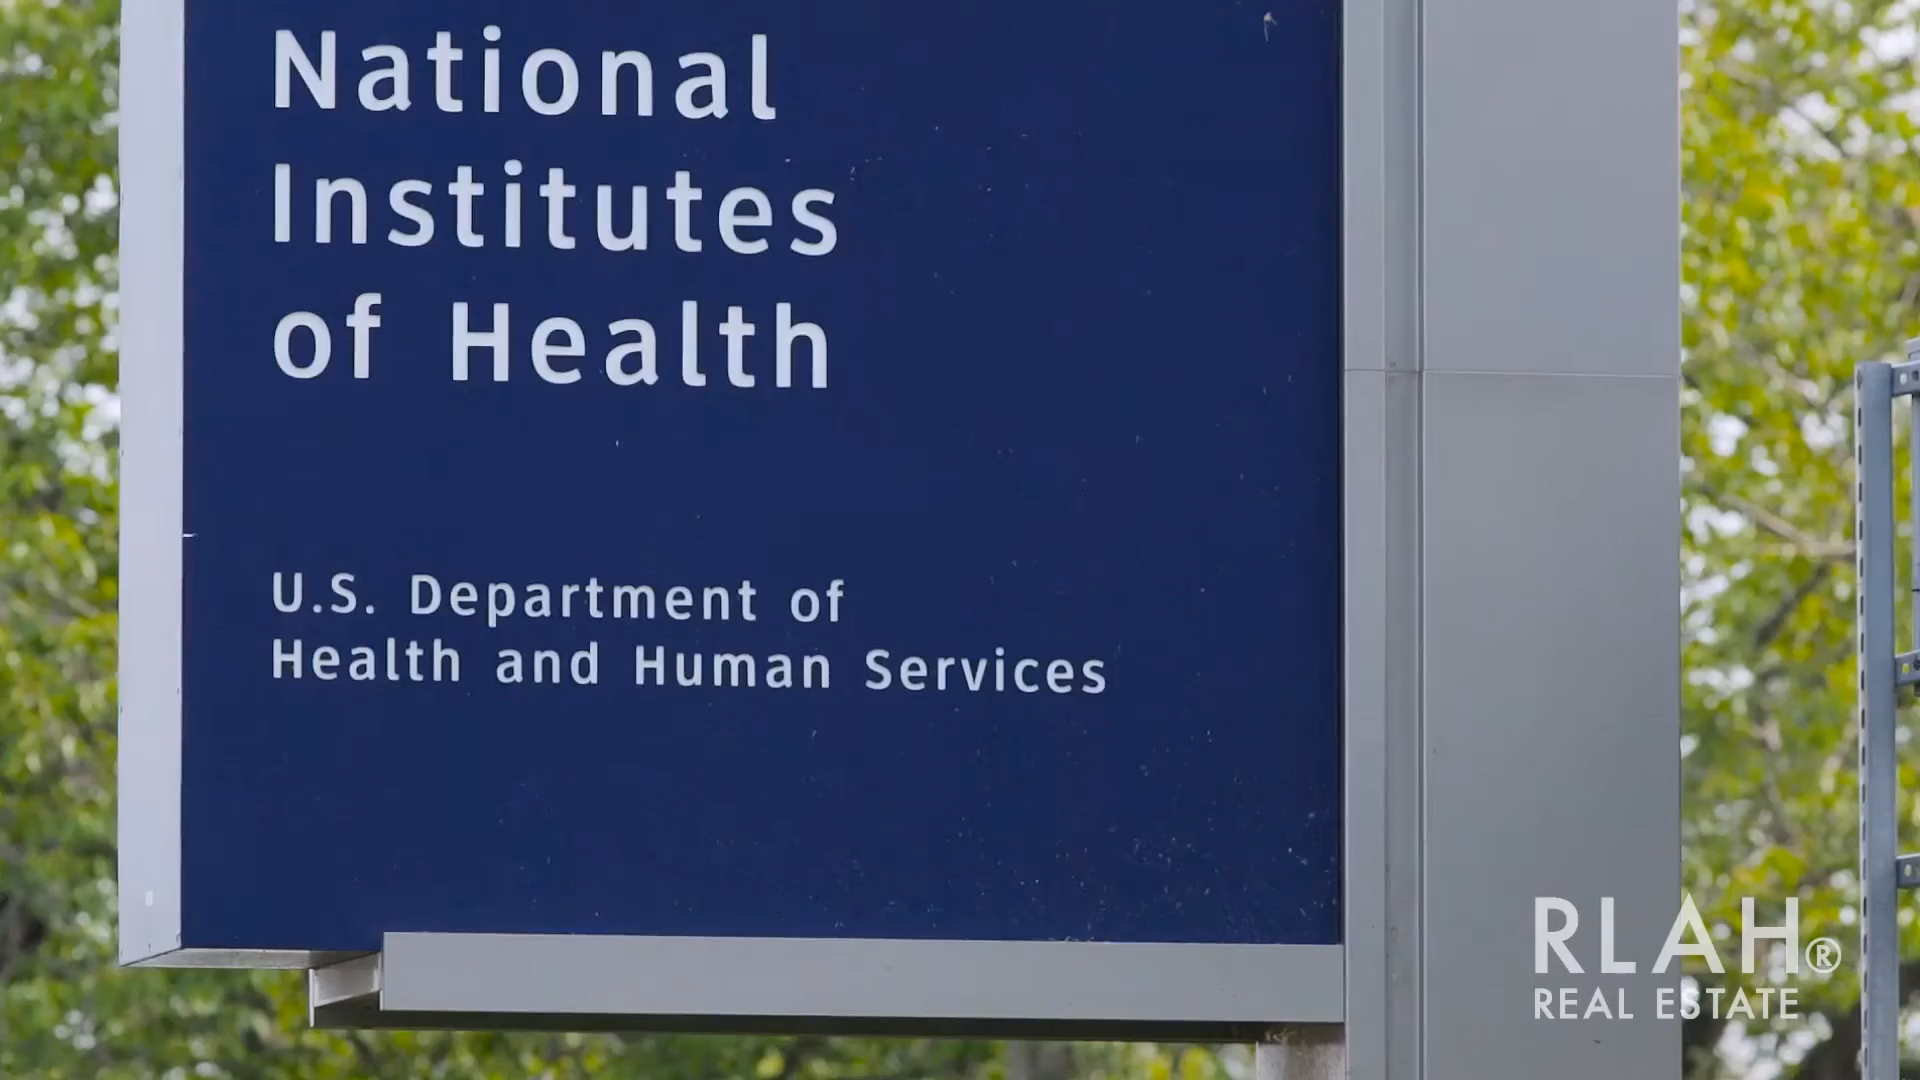 National
Institutes
of Health
U.S. Department of
Health and Human Services
RLAH®
REAL ESTATE